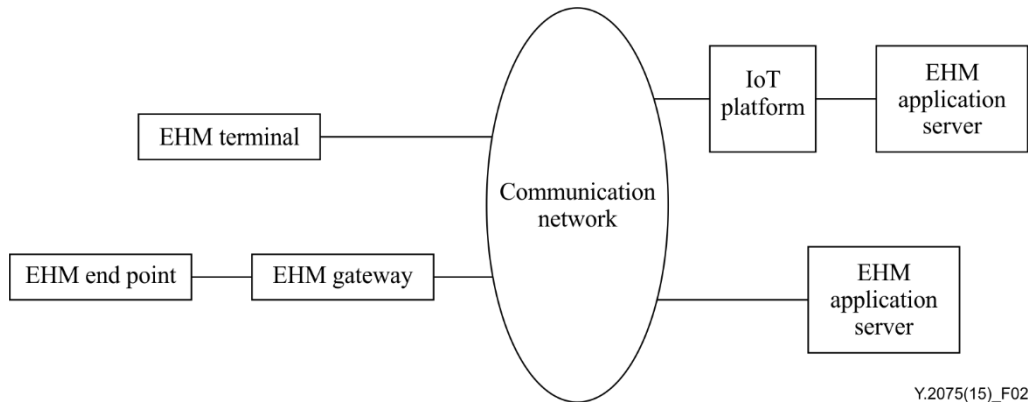 IoT
platform
EHM
application
server
EHM terminal
Communication
network
EHM end point
EHM gateway
EHM
application
server
Y.2075(15)_F02